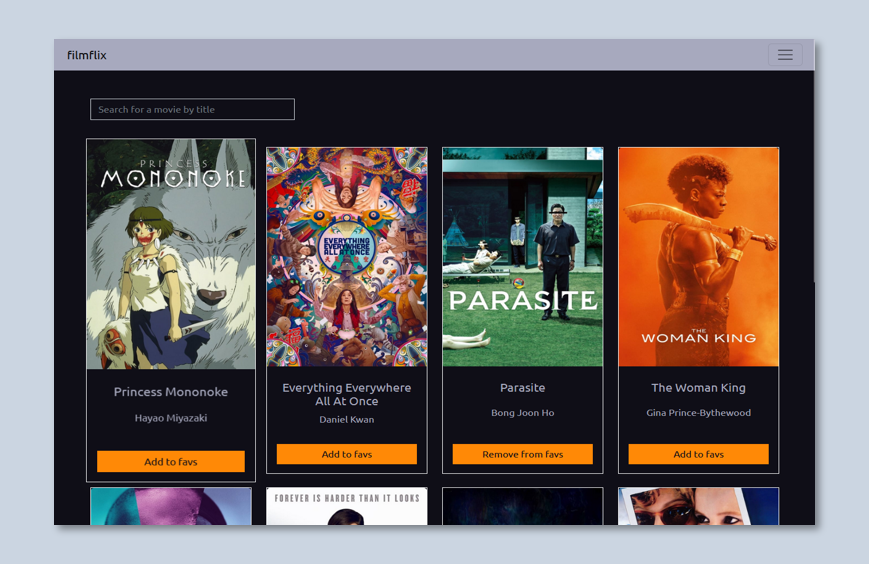 filmflix
Search for a movie by title
PRINCESS
MONONOKE
EVERYTHING
EVERYWHERE
ALL AT ONCE
PARASITE
THE
WOMAN KING
Princess Mononoke
Hayao Miyazaki
Add to favs
Everything Everywhere
All At Once
Daniel Kwan
Add to favs
Parasite
Bong Joon Ho
Remove from favs
The Woman King
Gina Prince-Bythewood
Add to favs
FOREVER IS HARDER THAN IT LOOKS